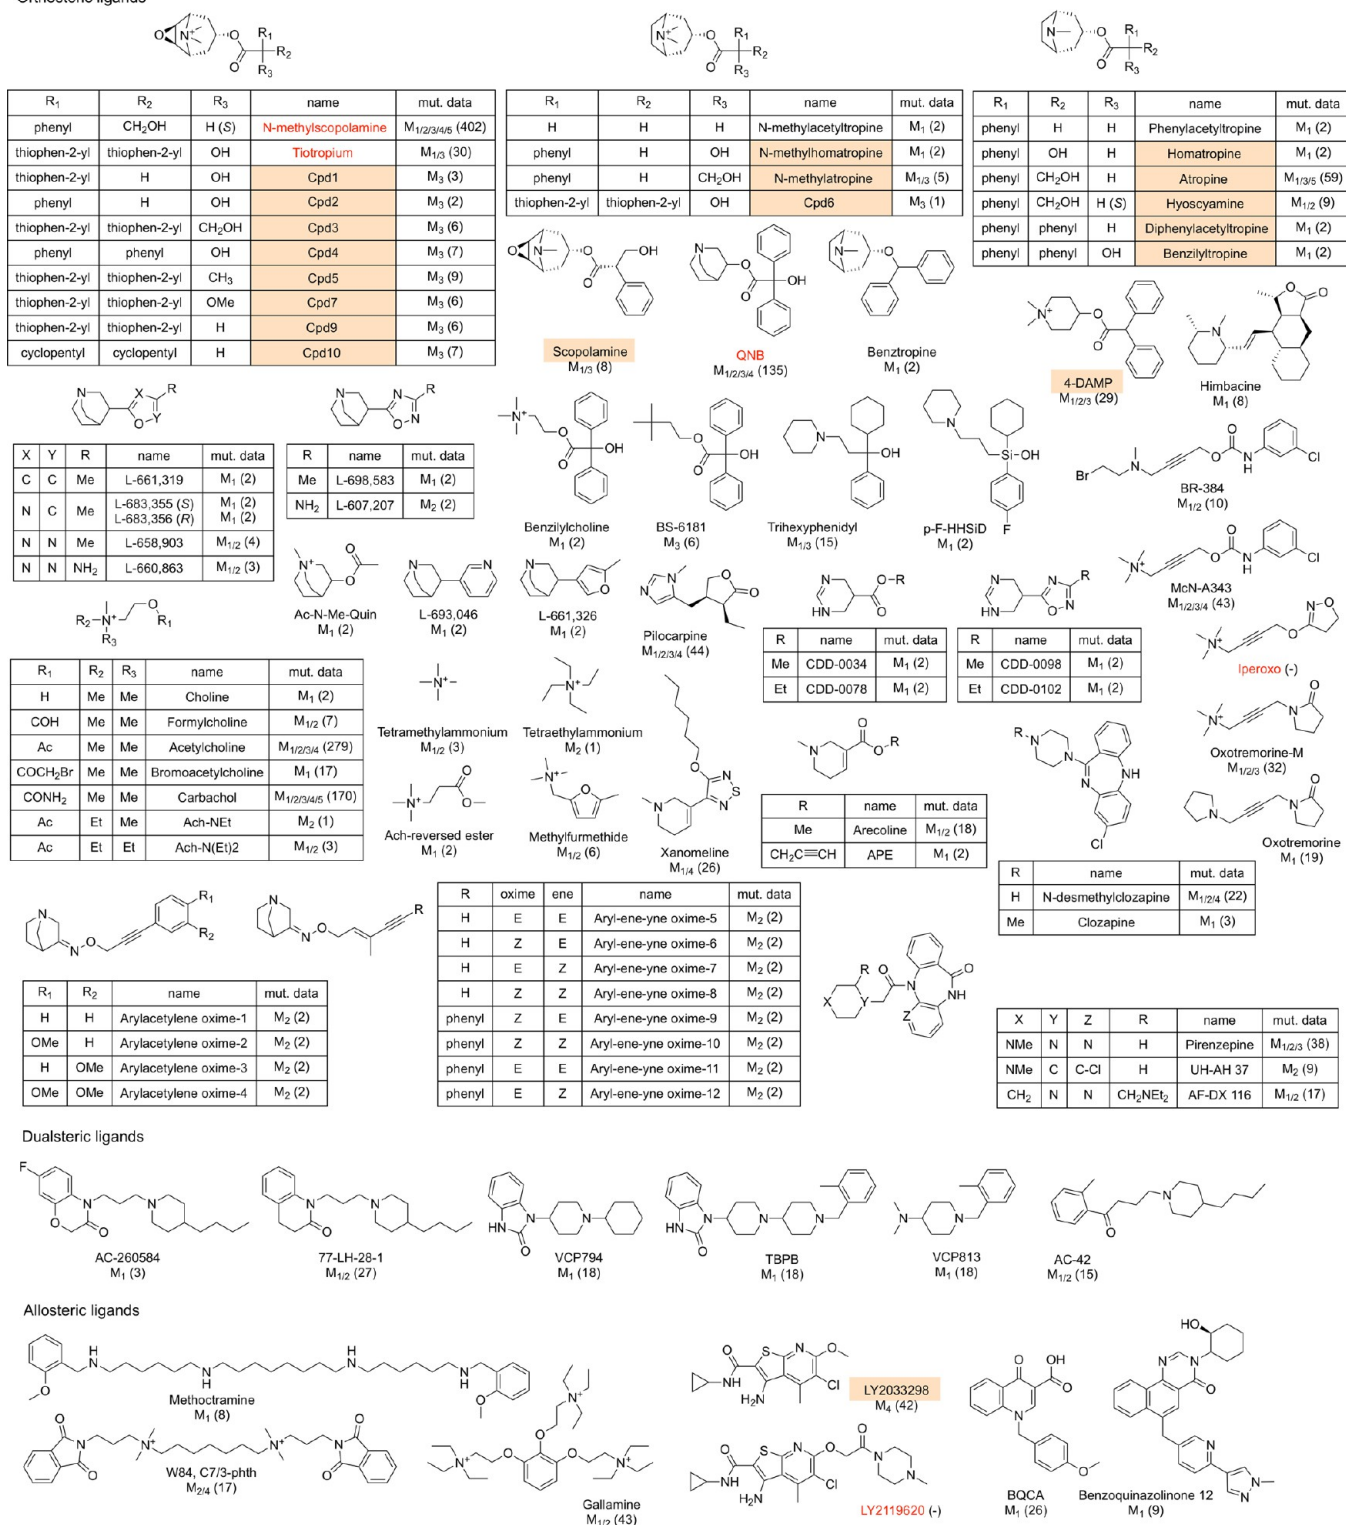 R₁ R₂ R₃ name mut. data
phenyl CH₂OH H (S) N-methylscopolamine M₁/₂/₃/₄/₅ (402)
thiophen-2-yl thiophen-2-yl OH Tiotropium M₁/₃ (30)
thiophen-2-yl H OH Cpd1 M₃ (3)
phenyl H OH Cpd2 M₃ (2)
thiophen-2-yl thiophen-2-yl CH₂OH Cpd3 M₃ (6)
phenyl phenyl OH Cpd4 M₃ (7)
thiophen-2-yl thiophen-2-yl CH₃ Cpd5 M₃ (9)
thiophen-2-yl thiophen-2-yl OMe Cpd7 M₃ (6)
thiophen-2-yl thiophen-2-yl H Cpd9 M₃ (6)
cyclopentyl cyclopentyl H Cpd10 M₃ (7)
R₁ R₂ R₃ name mut. data
H H H N-methylacetyltropine M₁ (2)
phenyl H OH N-methylhomatropine M₁ (2)
phenyl H CH₂OH N-methylatropine M₁/₃ (5)
thiophen-2-yl thiophen-2-yl OH Cpd6 M₃ (1)
R₁ R₂ R₃ name mut. data
phenyl H H Phenylacetyltropine M₁ (2)
phenyl OH H Homatropine M₁ (2)
phenyl CH₂OH H Atropine M₁/₃/₅ (59)
phenyl CH₂OH H (S) Hyoscyamine M₁/₂ (9)
phenyl phenyl H Diphenylacetyltropine M₁ (2)
phenyl phenyl OH Benzilyltropine M₁ (2)
Scopolamine
M₁/₃ (8)
QNB
M₁/₂/₃/₄ (135)
Benztropine
M₁ (2)
4-DAMP
M₁/₂/₃ (29)
Himbacine
M₁ (8)
X Y R name mut. data
C C Me L-661,319 M₁ (2)
N C Me L-683,355 (S) M₁ (2)
L-683,356 (R) M₁ (2)
N N Me L-658,903 M₁/₂ (4)
N N NH₂ L-660,863 M₁/₂ (3)
R name mut. data
Me L-698,583 M₁ (2)
NH₂ L-607,207 M₂ (2)
Benzilylcholine
M₁ (2)
BS-6181
M₃ (6)
Trihexyphenidyl
M₁/₃ (15)
p-F-HHSiD
M₁ (2)
BR-384
M₁/₂ (10)
Ac-N-Me-Quin
M₁ (2)
L-693,046
M₁ (2)
L-661,326
M₁ (2)
Pilocarpine
M₁/₂/₃/₄ (44)
McN-A343
M₁/₂/₃/₄ (43)
Iperoxo (-)
R name mut. data
Me CDD-0034 M₁ (2)
Et CDD-0078 M₁ (2)
R name mut. data
Me CDD-0098 M₁ (2)
Et CDD-0102 M₁ (2)
R₁ R₂ R₃ name mut. data
H Me Me Choline M₁ (2)
COH Me Me Formylcholine M₁/₂ (7)
Ac Me Me Acetylcholine M₁/₂/₃/₄ (279)
COCH₂Br Me Me Bromoacetylcholine M₁ (17)
CONH₂ Me Me Carbachol M₁/₂/₃/₄/₅ (170)
Ac Et Me Ach-NEt M₂ (1)
Ac Et Et Ach-N(Et)2 M₁/₂ (3)
Tetramethylammonium
M₁/₂ (3)
Tetraethylammonium
M₂ (1)
Ach-reversed ester
M₁ (2)
Methylfurmethide
M₁/₂ (6)
Xanomeline
M₁/₄ (26)
R name mut. data
Me Arecoline M₁/₂ (18)
CH₂C≡CH APE M₁ (2)
Oxotremorine-M
M₁/₂/₃ (32)
Oxotremorine
M₁ (19)
R name mut. data
H N-desmethylclozapine M₁/₂/₄ (22)
Me Clozapine M₁ (3)
R₁ R₂ name mut. data
H H Arylacetylene oxime-1 M₂ (2)
OMe H Arylacetylene oxime-2 M₂ (2)
H OMe Arylacetylene oxime-3 M₂ (2)
OMe OMe Arylacetylene oxime-4 M₂ (2)
R oxime ene name mut. data
H E E Aryl-ene-yne oxime-5 M₂ (2)
H Z E Aryl-ene-yne oxime-6 M₂ (2)
H E Z Aryl-ene-yne oxime-7 M₂ (2)
H Z Z Aryl-ene-yne oxime-8 M₂ (2)
phenyl Z E Aryl-ene-yne oxime-9 M₂ (2)
phenyl Z Z Aryl-ene-yne oxime-10 M₂ (2)
phenyl E E Aryl-ene-yne oxime-11 M₂ (2)
phenyl E Z Aryl-ene-yne oxime-12 M₂ (2)
X Y Z R name mut. data
NMe N N H Pirenzepine M₁/₂/₃ (38)
NMe C C-Cl H UH-AH 37 M₂ (9)
CH₂ N N CH₂NEt₂ AF-DX 116 M₁/₂ (17)
Dualsteric ligands
AC-260584
M₁ (3)
77-LH-28-1
M₁/₂ (27)
VCP794
M₁ (18)
TBPB
M₁ (18)
VCP813
M₁ (18)
AC-42
M₁/₂ (15)
Allosteric ligands
Methoctramine
M₁ (8)
W84, C7/3-phth
M₂/₄ (17)
Gallamine
M₁/₂ (43)
LY2033298
M₄ (42)
LY2119620 (-)
BQCA
M₁ (26)
Benzoquinazolinone 12
M₁ (9)